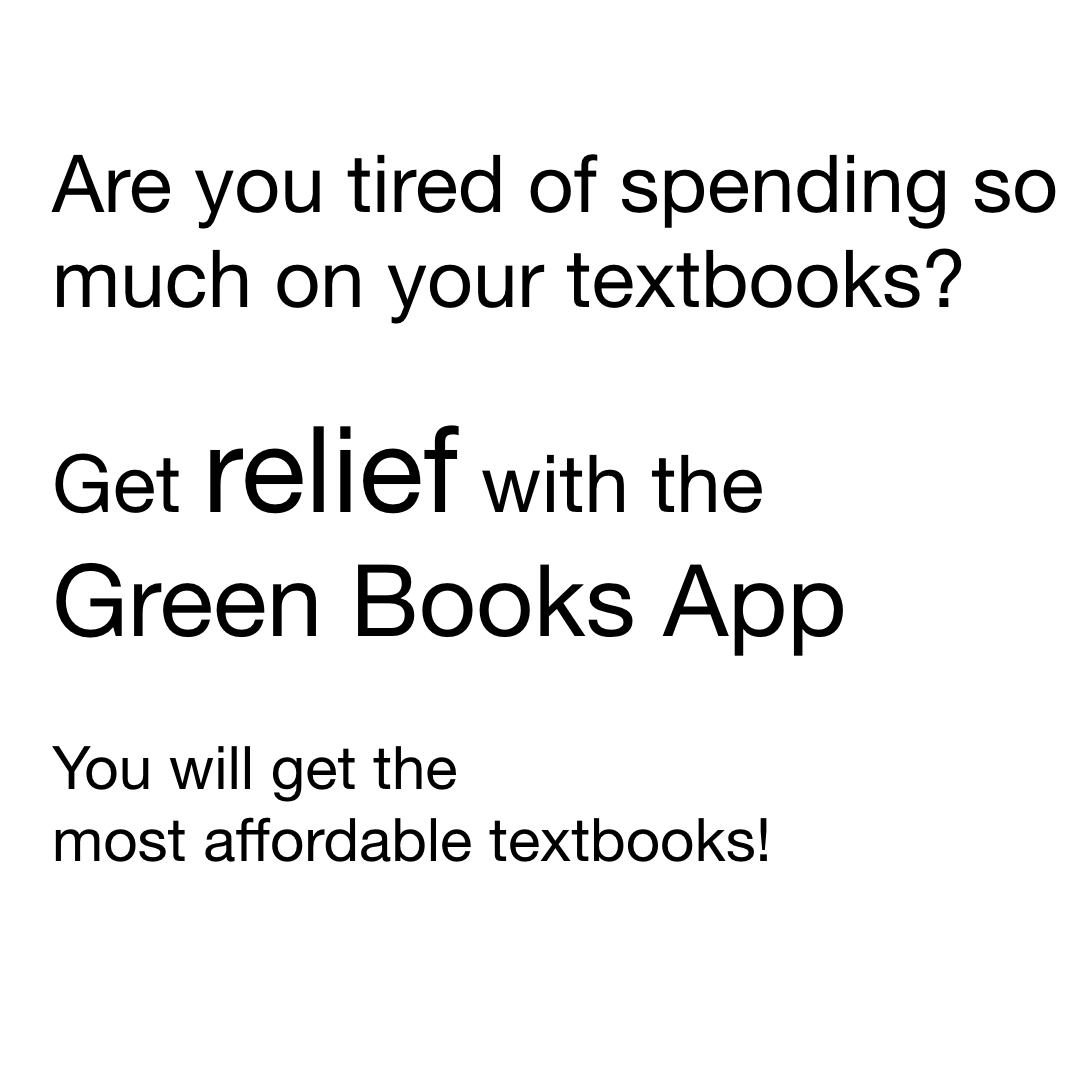 Are you tired of spending so
much on your textbooks?
Get relief with the
Green Books App
You will get the
most affordable textbooks!